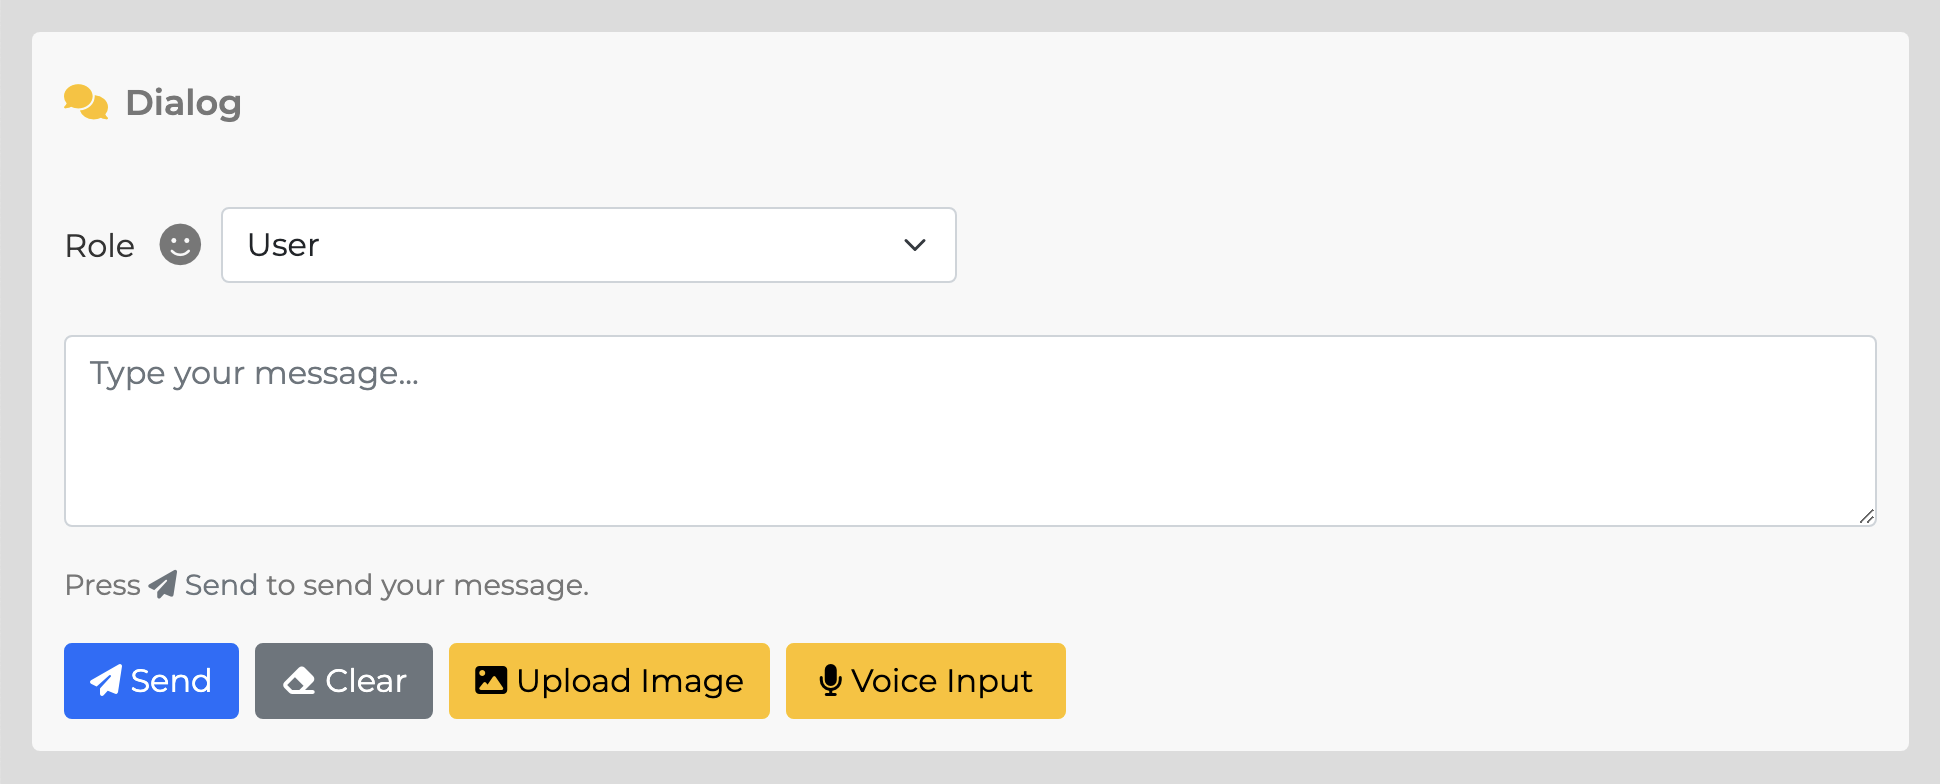 Dialog
Role User
Type your message...
Press Send to send your message.
Send Clear Upload Image Voice Input